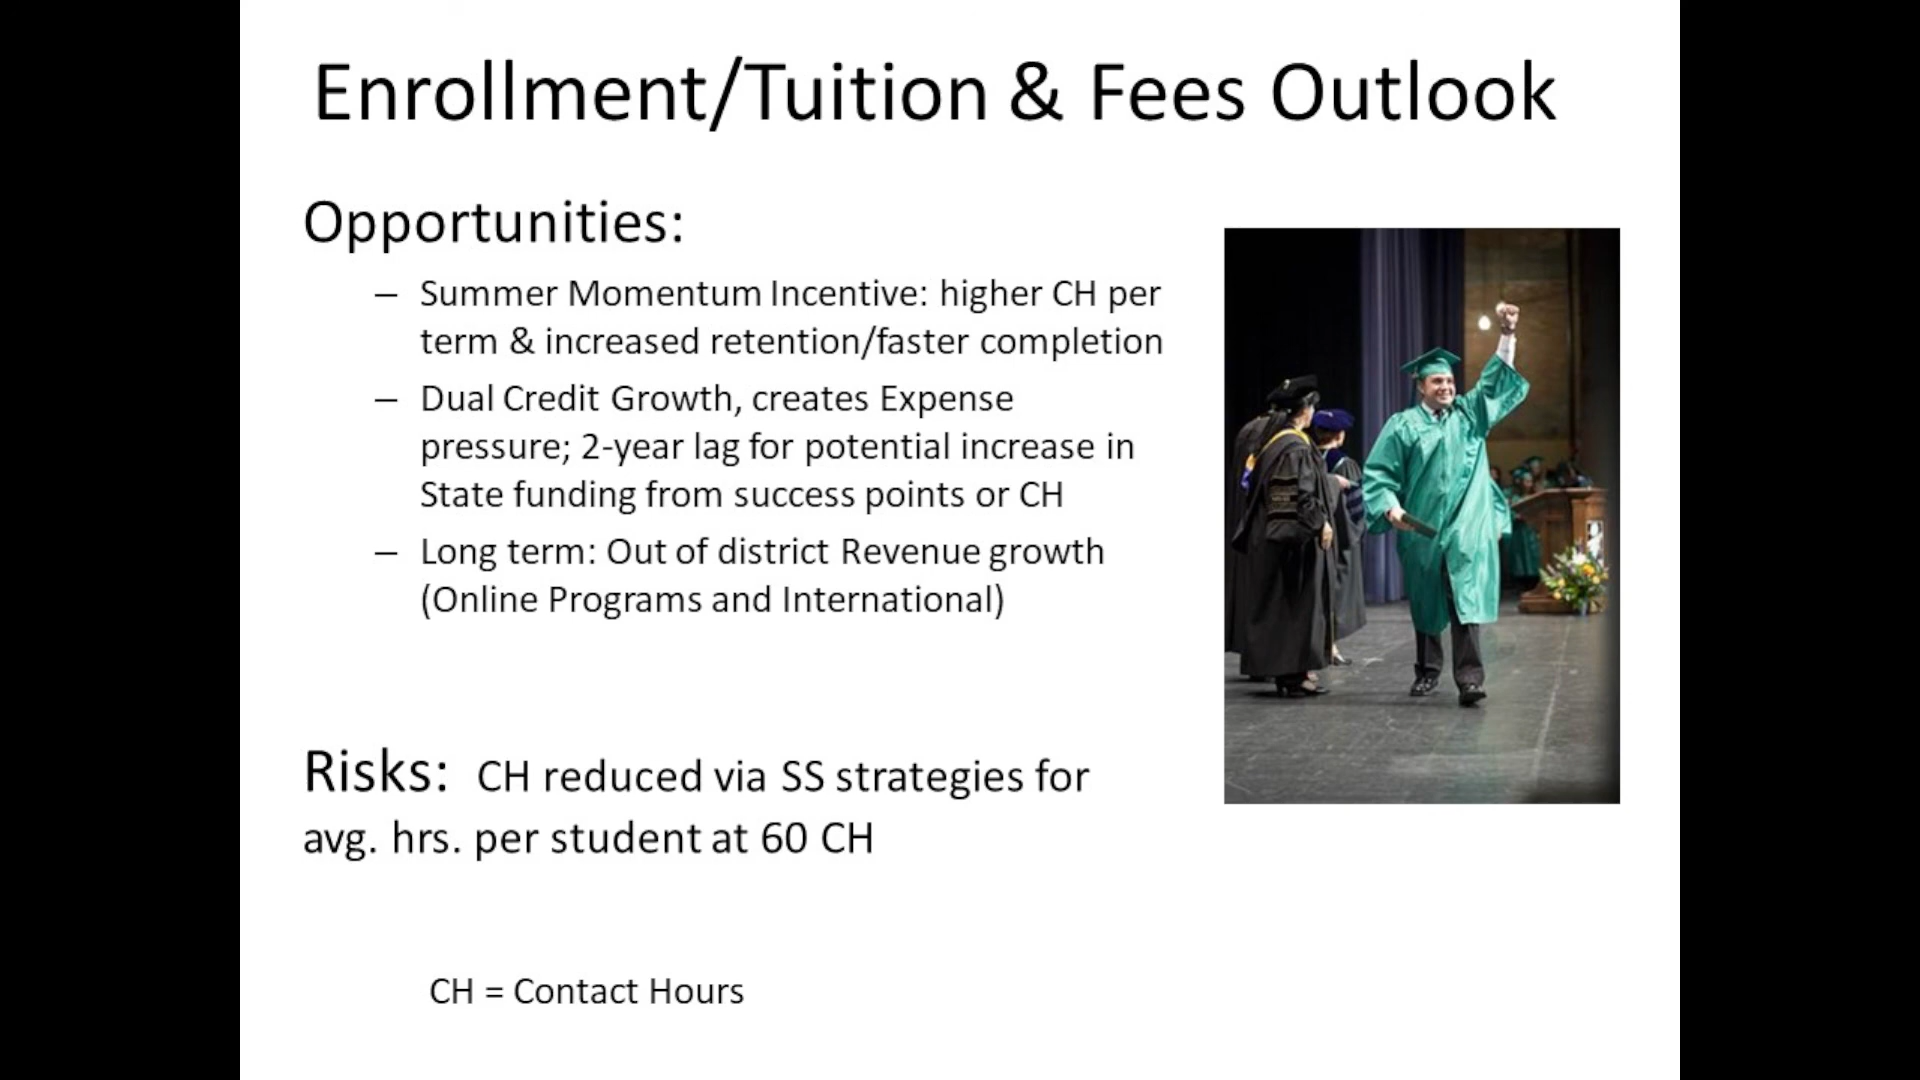 Enrollment/Tuition & Fees Outlook
Opportunities:
– Summer Momentum Incentive: higher CH per
term & increased retention/faster completion
– Dual Credit Growth, creates Expense
pressure; 2-year lag for potential increase in
State funding from success points or CH
– Long term: Out of district Revenue growth
(Online Programs and International)
Risks: CH reduced via SS strategies for
avg. hrs. per student at 60 CH
CH = Contact Hours